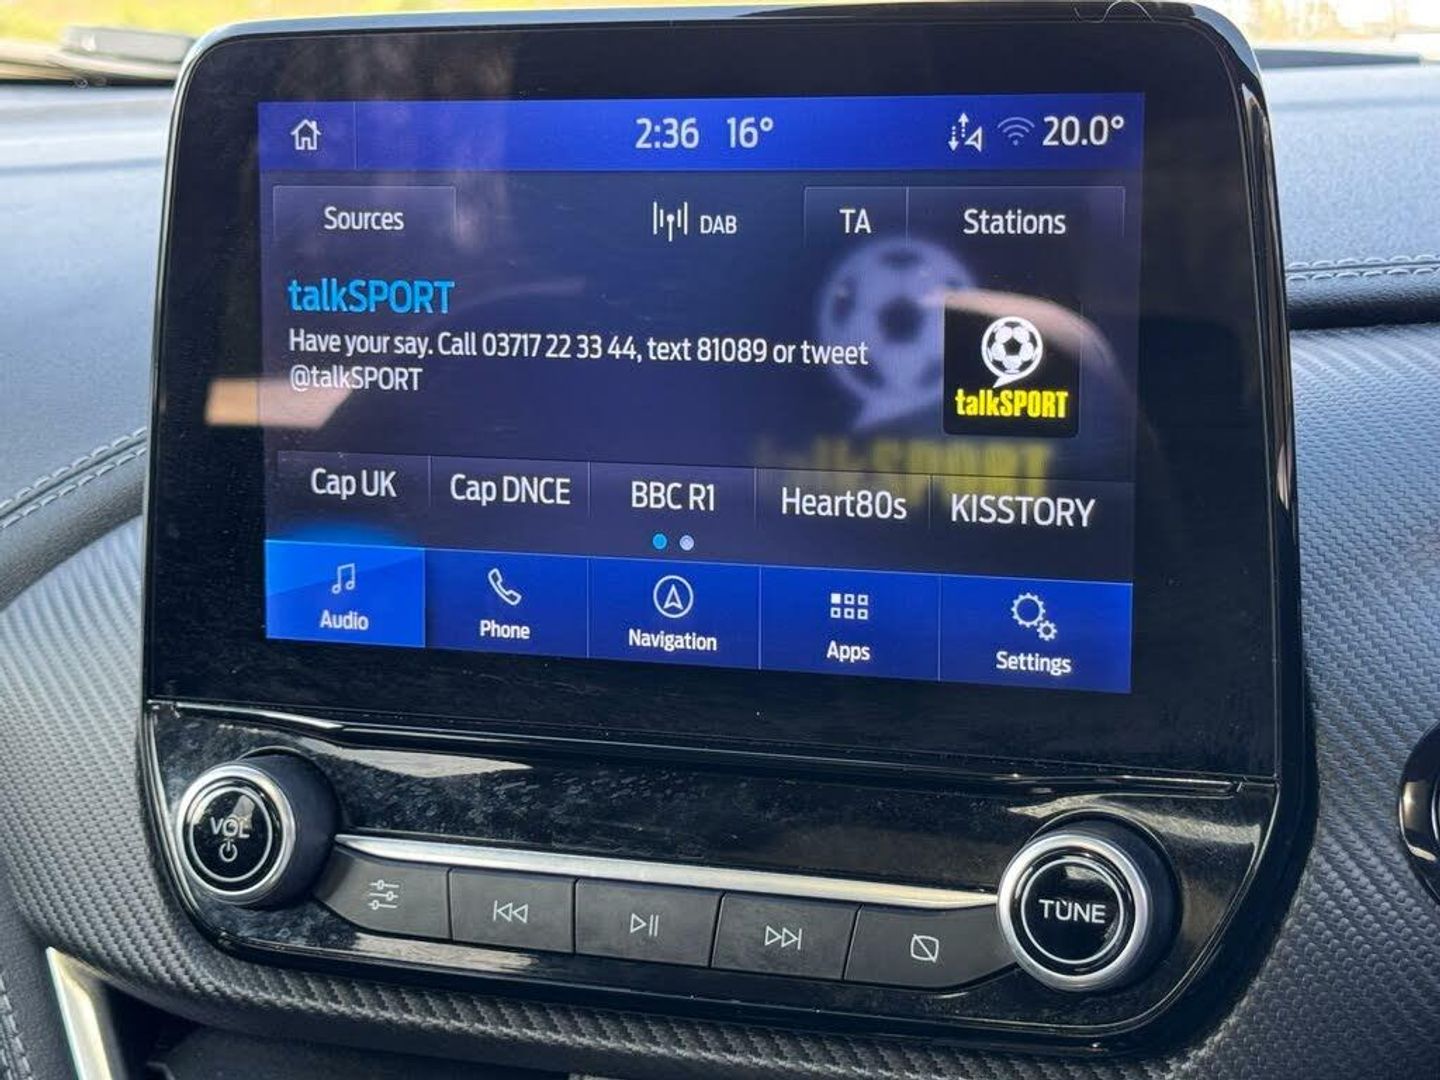 2:36 16° 20.0°
Sources DAB TA Stations
talkSPORT
Have your say. Call 03717 22 33 44, text 81089 or tweet
@talkSPORT
talkSPORT
Cap UK Cap DNCE BBC R1 Heart80s KISSTORY
Audio Phone Navigation Apps Settings
VOL
TUNE